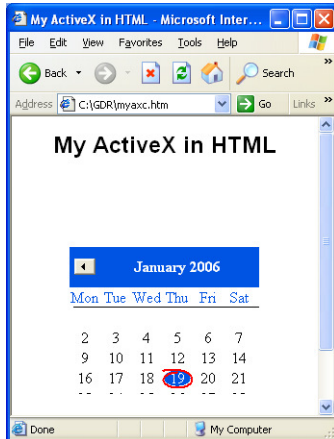 My ActiveX in HTML - Microsoft Inter...
File Edit View Favorites Tools Help
Back Search »
Address C:\GDR\myaxc.htm Go Links »
My ActiveX in HTML
January 2006
Mon Tue Wed Thu Fri Sat
2 3 4 5 6 7
9 10 11 12 13 14
16 17 18 19 20 21
Done My Computer